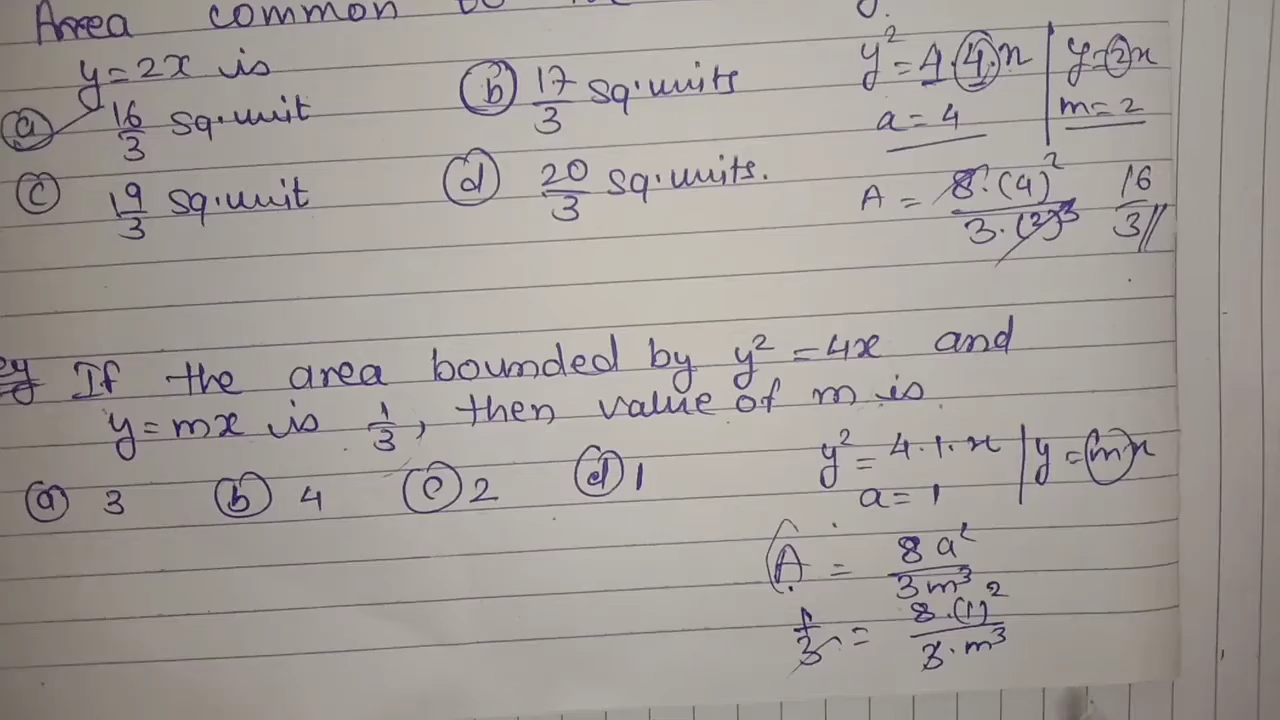 Area common
y=2x is
(a) 16/3 sq.unit (b) 17/3 sq.units
(c) 19/3 sq.unit (d) 20/3 sq.units.
y² = 4.4.x | y=2x
a = 4 | m=2
A = 8.(4)²/3.(2)³ 16/3
If the area bounded by y² = 4x and
y=mx is 1/3, then value of m is
(a) 3 (b) 4 (c) 2 (d) 1
y² = 4.1.x | y = mx
a = 1
A = 8a²/3m³
1/3 = 8.(1)²/3.m³